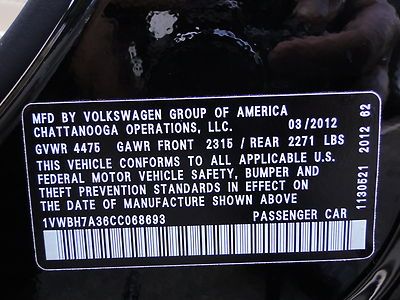 MFD BY VOLKSWAGEN GROUP OF AMERICA
CHATTANOOGA OPERATIONS, LLC. 03/2012
GVWR 4475 GAWR FRONT 2315 / REAR 2271 LBS
THIS VEHICLE CONFORMS TO ALL APPLICABLE U.S.
FEDERAL MOTOR VEHICLE SAFETY, BUMPER AND
THEFT PREVENTION STANDARDS IN EFFECT ON
THE DATE OF MANUFACTURE SHOWN ABOVE
1VWBH7A36CC068693 PASSENGER CAR
1130521 2012 62